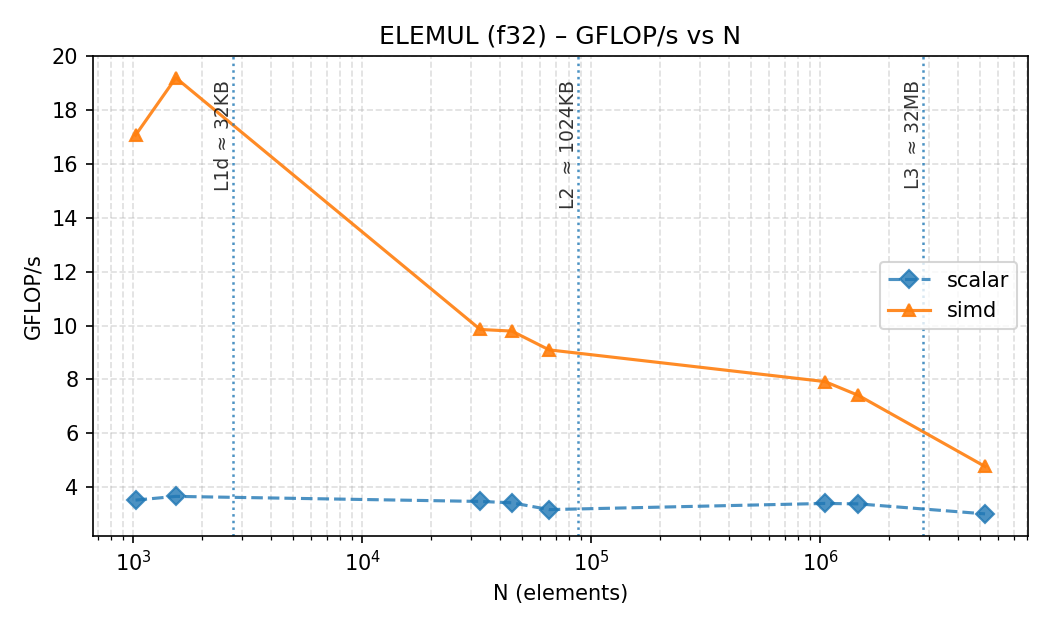 ELEMUL (f32) – GFLOP/s vs N
GFLOP/s
20
18
16
14
12
10
8
6
4
L1d ≈ 32KB
L2 ≈ 1024KB
L3 ≈ 32MB
scalar
simd
10³
10⁴
10⁵
10⁶
N (elements)